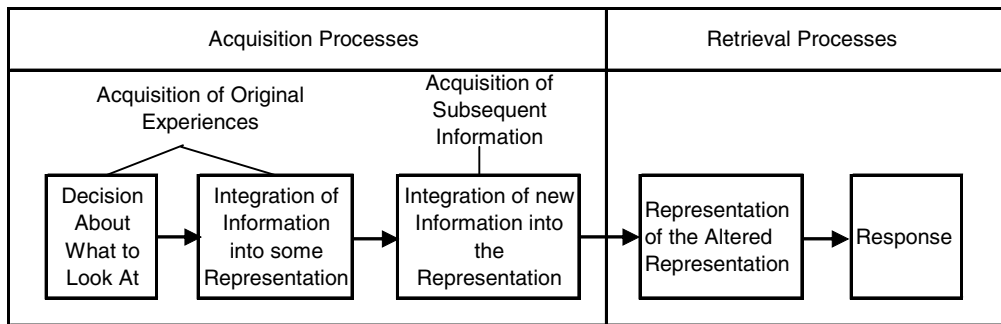 Acquisition Processes
Retrieval Processes
Acquisition of Original
Experiences
Acquisition of
Subsequent
Information
Decision
About
What to
Look At
Integration of
Information
into some
Representation
Integration of new
Information into
the
Representation
Representation
of the Altered
Representation
Response